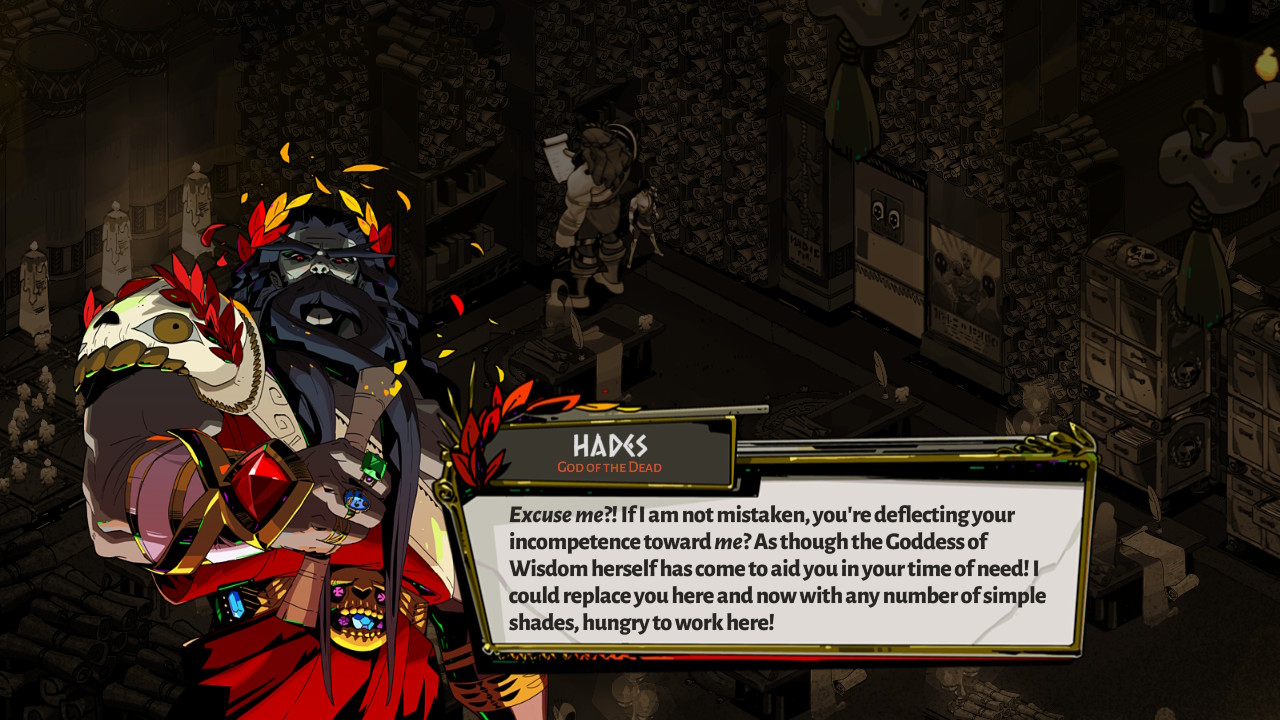 HADES
GOD OF THE DEAD
Excuse me?! If I am not mistaken, you're deflecting your
incompetence toward me? As though the Goddess of
Wisdom herself has come to aid you in your time of need! I
could replace you here and now with any number of simple
shades, hungry to work here!